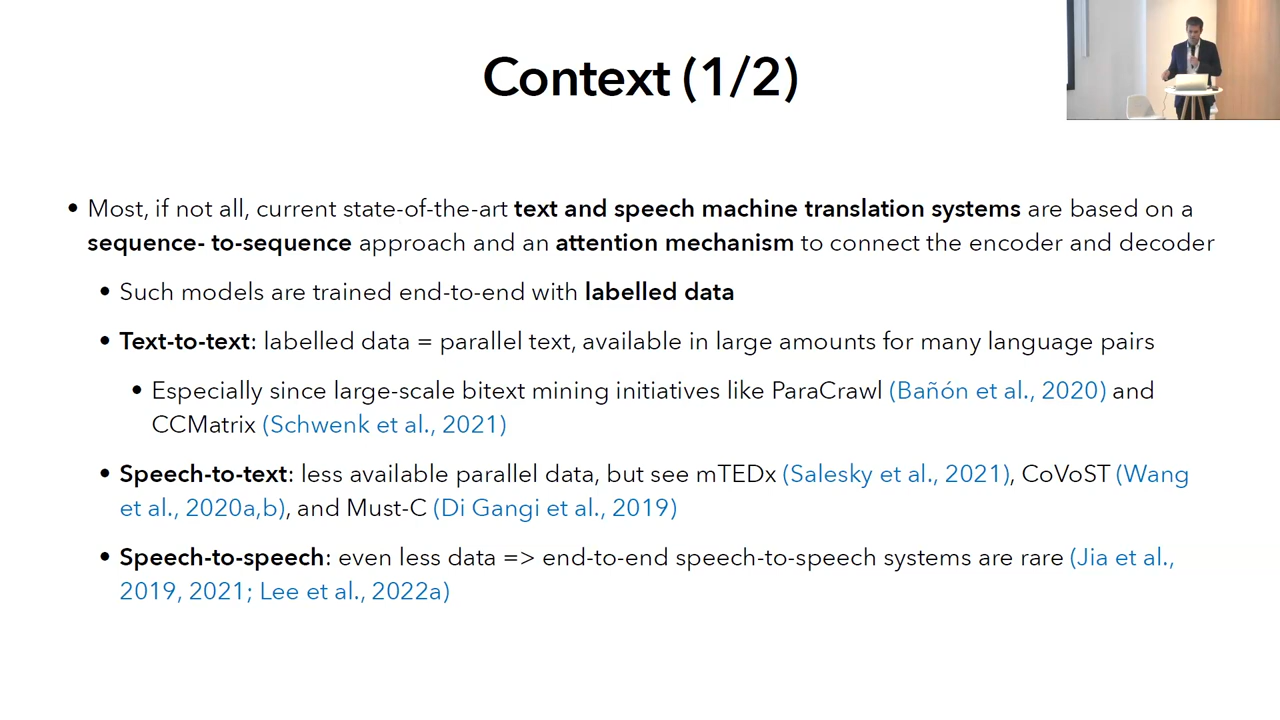 Context (1/2)
• Most, if not all, current state-of-the-art text and speech machine translation systems are based on a
sequence- to-sequence approach and an attention mechanism to connect the encoder and decoder
• Such models are trained end-to-end with labelled data
• Text-to-text: labelled data = parallel text, available in large amounts for many language pairs
• Especially since large-scale bitext mining initiatives like ParaCrawl (Bañón et al., 2020) and
CCMatrix (Schwenk et al., 2021)
• Speech-to-text: less available parallel data, but see mTEDx (Salesky et al., 2021), CoVoST (Wang
et al., 2020a,b), and Must-C (Di Gangi et al., 2019)
• Speech-to-speech: even less data => end-to-end speech-to-speech systems are rare (Jia et al.,
2019, 2021; Lee et al., 2022a)